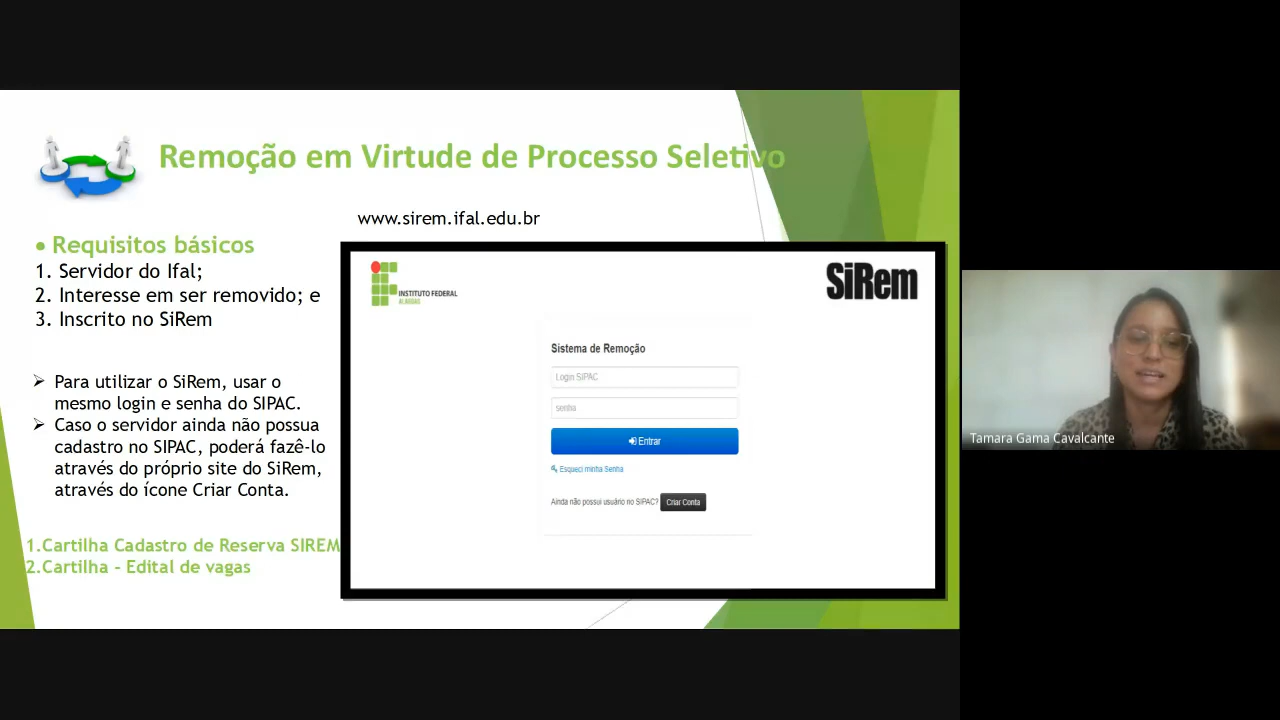 Remoção em Virtude de Processo Seletivo
www.sirem.ifal.edu.br
• Requisitos básicos
1. Servidor do Ifal;
2. Interesse em ser removido; e
3. Inscrito no SiRem
➢ Para utilizar o SiRem, usar o
mesmo login e senha do SIPAC.
➢ Caso o servidor ainda não possua
cadastro no SIPAC, poderá fazê-lo
através do próprio site do SiRem,
através do ícone Criar Conta.
1.Cartilha Cadastro de Reserva SIREM
2.Cartilha - Edital de vagas
INSTITUTO FEDERAL
ALAGOAS
SiRem
Sistema de Remoção
Login SIPAC
senha
Entrar
Esqueci minha Senha
Ainda não possui usuário no SIPAC? Criar Conta
Tamara Gama Cavalcante